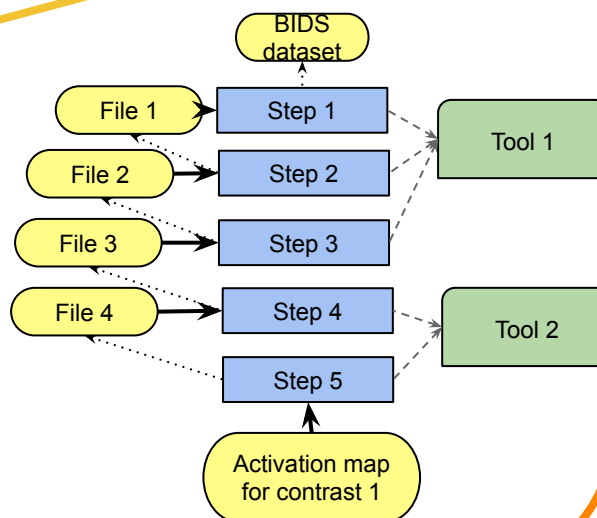 BIDS
dataset
File 1
Step 1
Tool 1
File 2
Step 2
File 3
Step 3
File 4
Step 4
Tool 2
Step 5
Activation map
for contrast 1